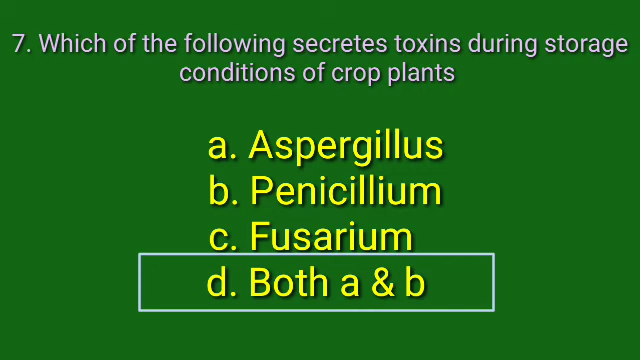 7. Which of the following secretes toxins during storage
conditions of crop plants
a. Aspergillus
b. Penicillium
c. Fusarium
d. Both a & b